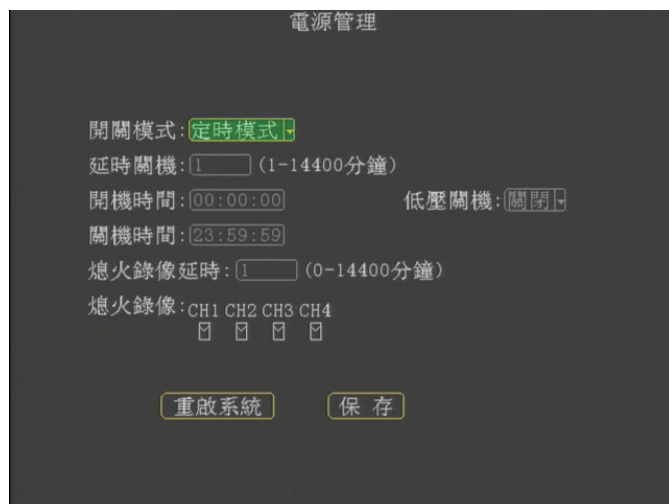 電源管理
開關模式:定時模式
延時關機:1 (1-14400分鐘)
開機時間:00:00:00 低壓關機:關閉
關機時間:23:59:59
熄火錄像延時:1 (0-14400分鐘)
熄火錄像:CH1 CH2 CH3 CH4
重啟系統 保存